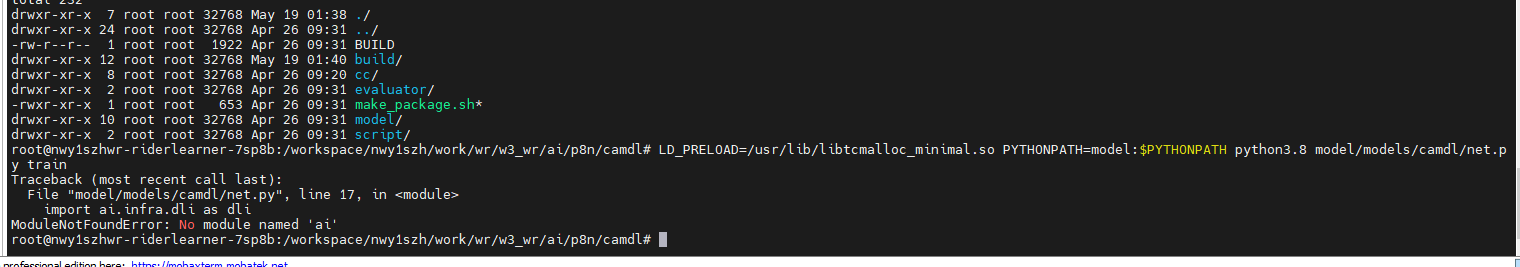 total 232
drwxr-xr-x  7 root root 32768 May 19 01:38 ./
drwxr-xr-x 24 root root 32768 Apr 26 09:31 ../
-rw-r--r--  1 root root  1922 Apr 26 09:31 BUILD
drwxr-xr-x 12 root root 32768 May 19 01:40 build/
drwxr-xr-x  8 root root 32768 Apr 26 09:20 cc/
drwxr-xr-x  2 root root 32768 Apr 26 09:31 evaluator/
-rwxr-xr-x  1 root root   653 Apr 26 09:31 make_package.sh*
drwxr-xr-x 10 root root 32768 Apr 26 09:31 model/
drwxr-xr-x  2 root root 32768 Apr 26 09:31 script/
root@nwy1szhwr-riderlearner-7sp8b:/workspace/nwy1szh/work/wr/w3_wr/ai/p8n/camdl# LD_PRELOAD=/usr/lib/libtcmalloc_minimal.so PYTHONPATH=model:$PYTHONPATH python3.8 model/models/camdl/net.p
y train
Traceback (most recent call last):
  File "model/models/camdl/net.py", line 17, in <module>
    import ai.infra.dli as dli
ModuleNotFoundError: No module named 'ai'
root@nwy1szhwr-riderlearner-7sp8b:/workspace/nwy1szh/work/wr/w3_wr/ai/p8n/camdl#
professional edition here: https://mobaxterm.mobatek.net